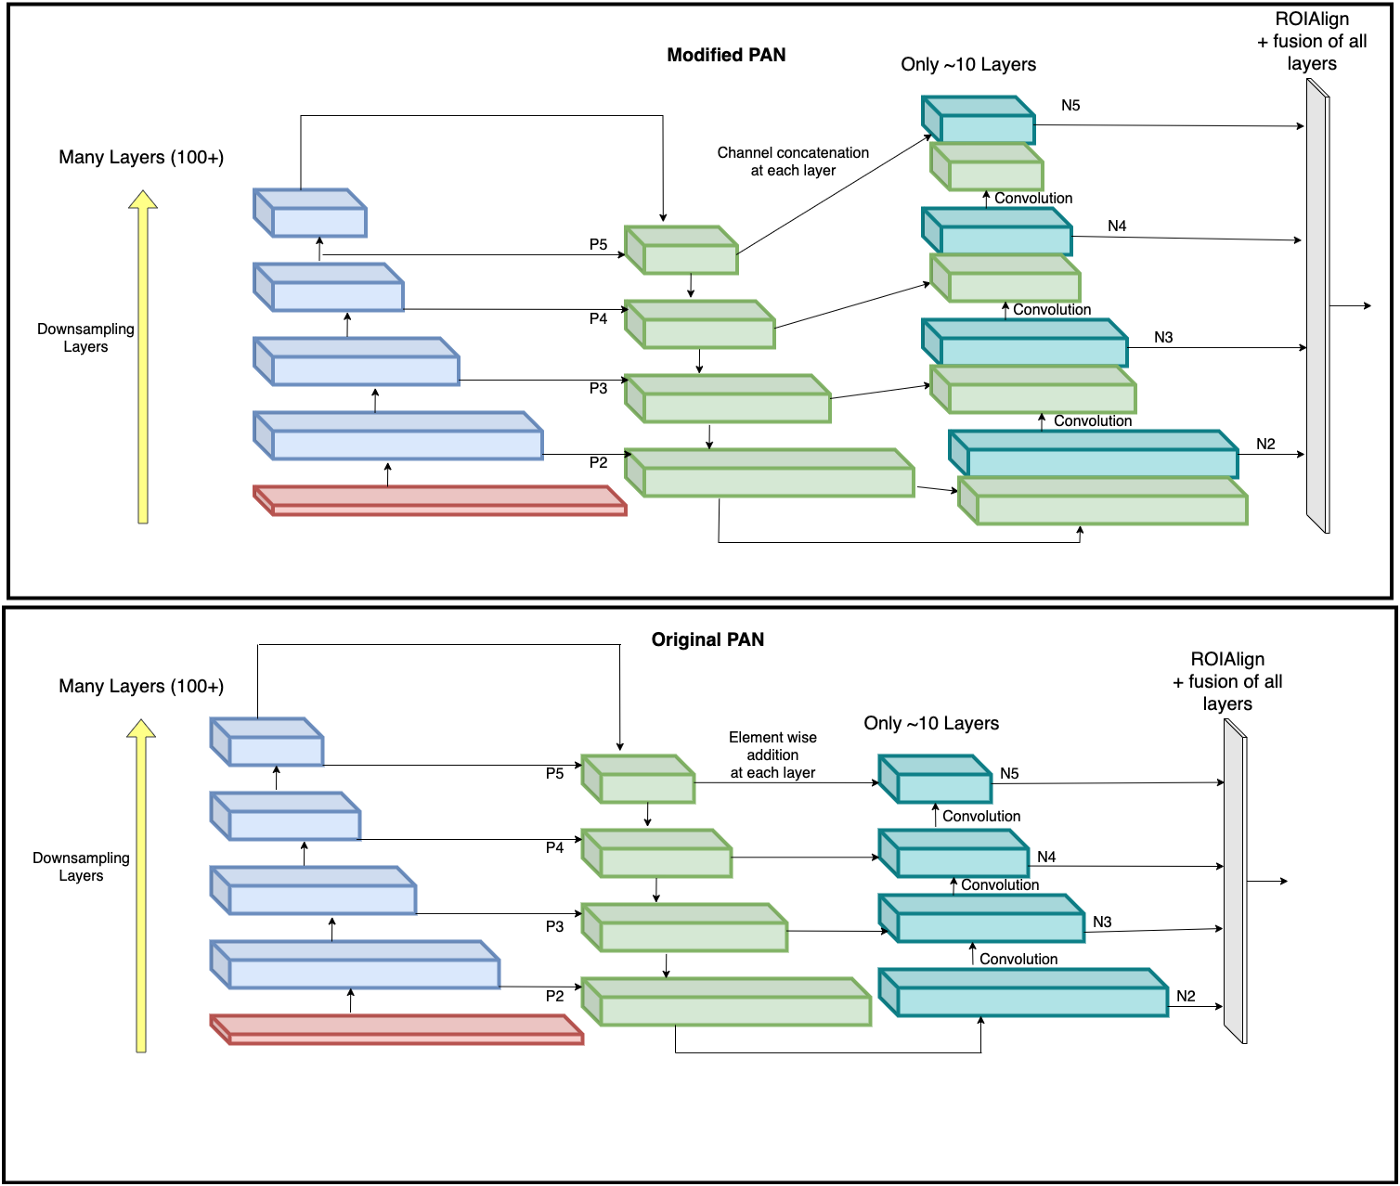 Modified PAN
ROIAlign
+ fusion of all
layers
Only ~10 Layers
Many Layers (100+)
Channel concatenation
at each layer
N5
Convolution
N4
P5
Downsampling
Layers
P4
Convolution
N3
P3
Convolution
N2
P2
Original PAN
ROIAlign
+ fusion of all
layers
Many Layers (100+)
Only ~10 Layers
Element wise
addition
at each layer
P5
N5
Convolution
Downsampling
Layers
P4
N4
Convolution
P3
N3
Convolution
P2
N2